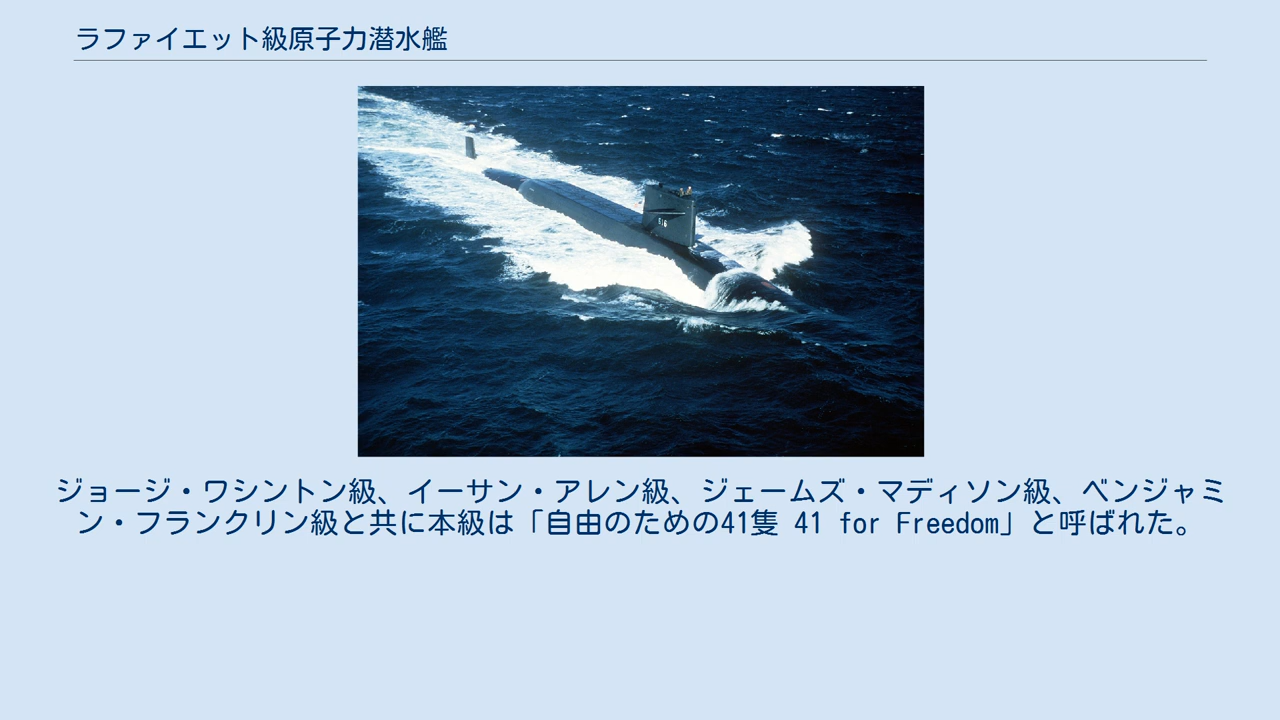 ラファイエット級原子力潜水艦
616
ジョージ・ワシントン級、イーサン・アレン級、ジェームズ・マディソン級、ベンジャミ
ン・フランクリン級と共に本級は「自由のための41隻 41 for Freedom」と呼ばれた。